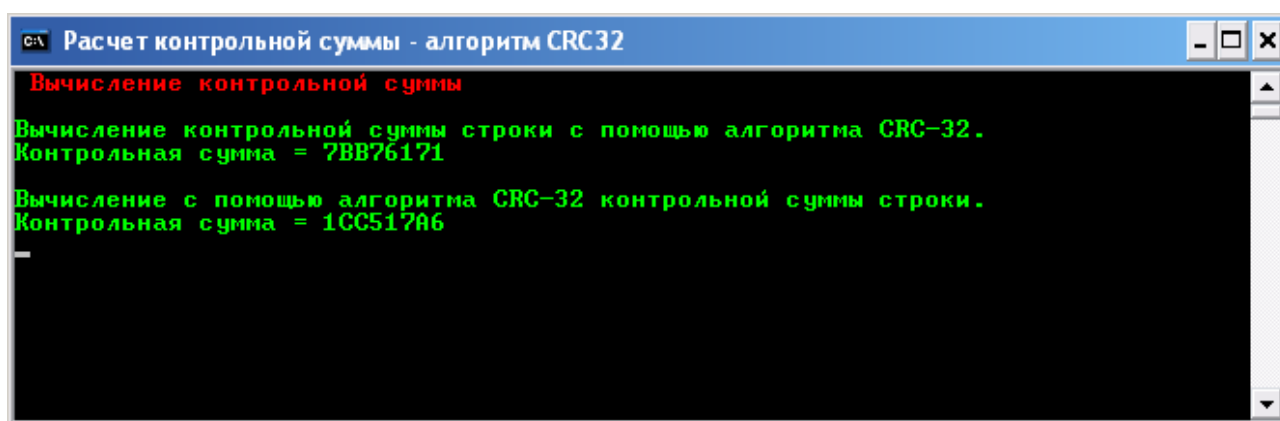 Расчет контрольной суммы - алгоритм CRC32
Вычисление контрольной суммы
Вычисление контрольной суммы строки с помощью алгоритма CRC-32.
Контрольная сумма = 7BB76171
Вычисление с помощью алгоритма CRC-32 контрольной суммы строки.
Контрольная сумма = 1CC517A6